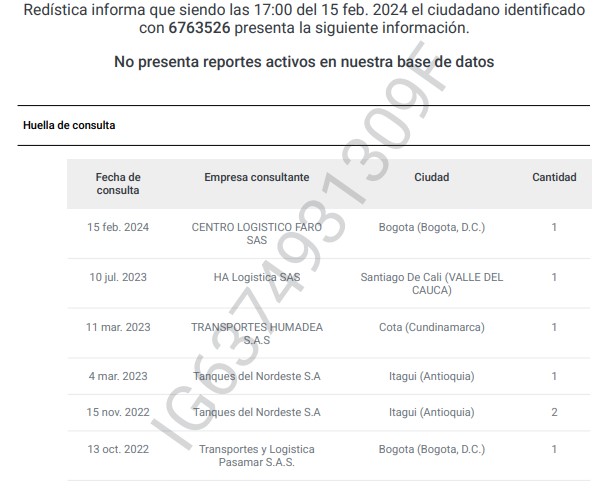 Redística informa que siendo las 17:00 del 15 feb. 2024 el ciudadano identificado
con 6763526 presenta la siguiente información.
No presenta reportes activos en nuestra base de datos
Huella de consulta
Fecha de consulta Empresa consultante Ciudad Cantidad
15 feb. 2024 CENTRO LOGISTICO FARO SAS Bogota (Bogota, D.C.) 1
10 jul. 2023 HA Logistica SAS Santiago De Cali (VALLE DEL CAUCA) 1
11 mar. 2023 TRANSPORTES HUMADEA S.A.S Cota (Cundinamarca) 1
4 mar. 2023 Tanques del Nordeste S.A Itagui (Antioquia) 1
15 nov. 2022 Tanques del Nordeste S.A Itagui (Antioquia) 2
13 oct. 2022 Transportes y Logistica Pasamar S.A.S. Bogota (Bogota, D.C.) 1
IG6374931309F